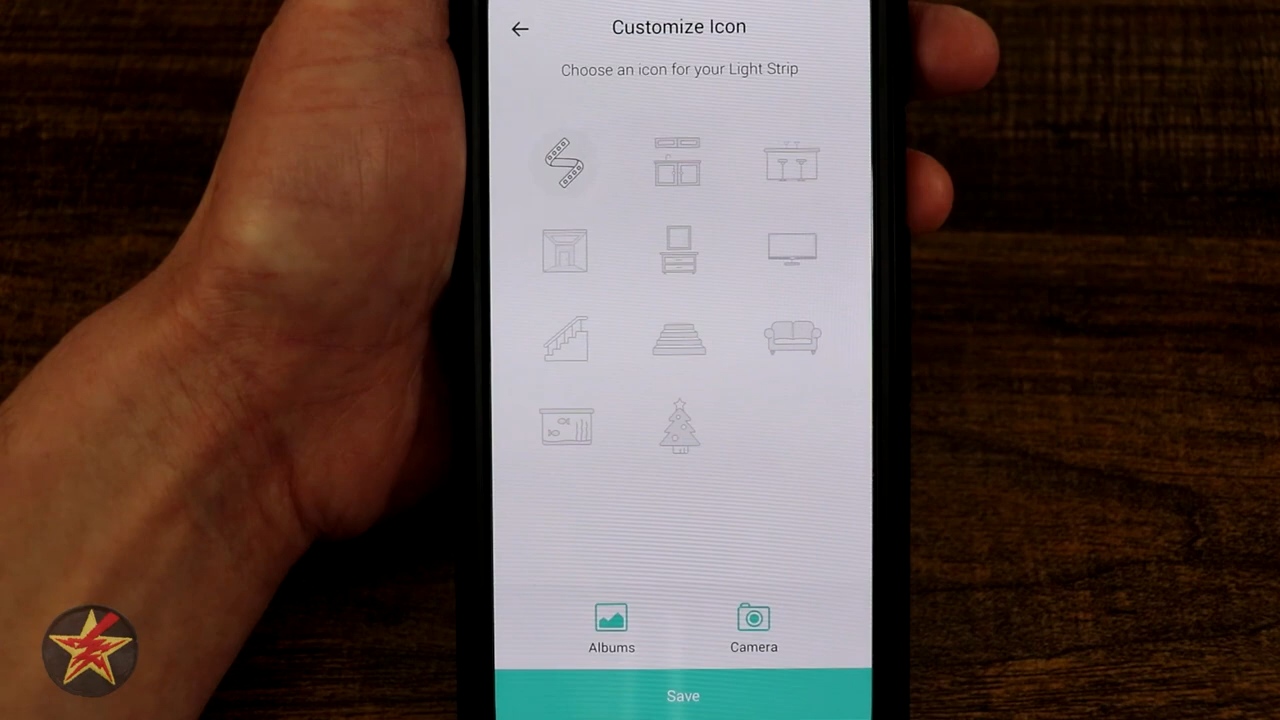 Customize Icon
Choose an icon for your Light Strip
Albums
Camera
Save